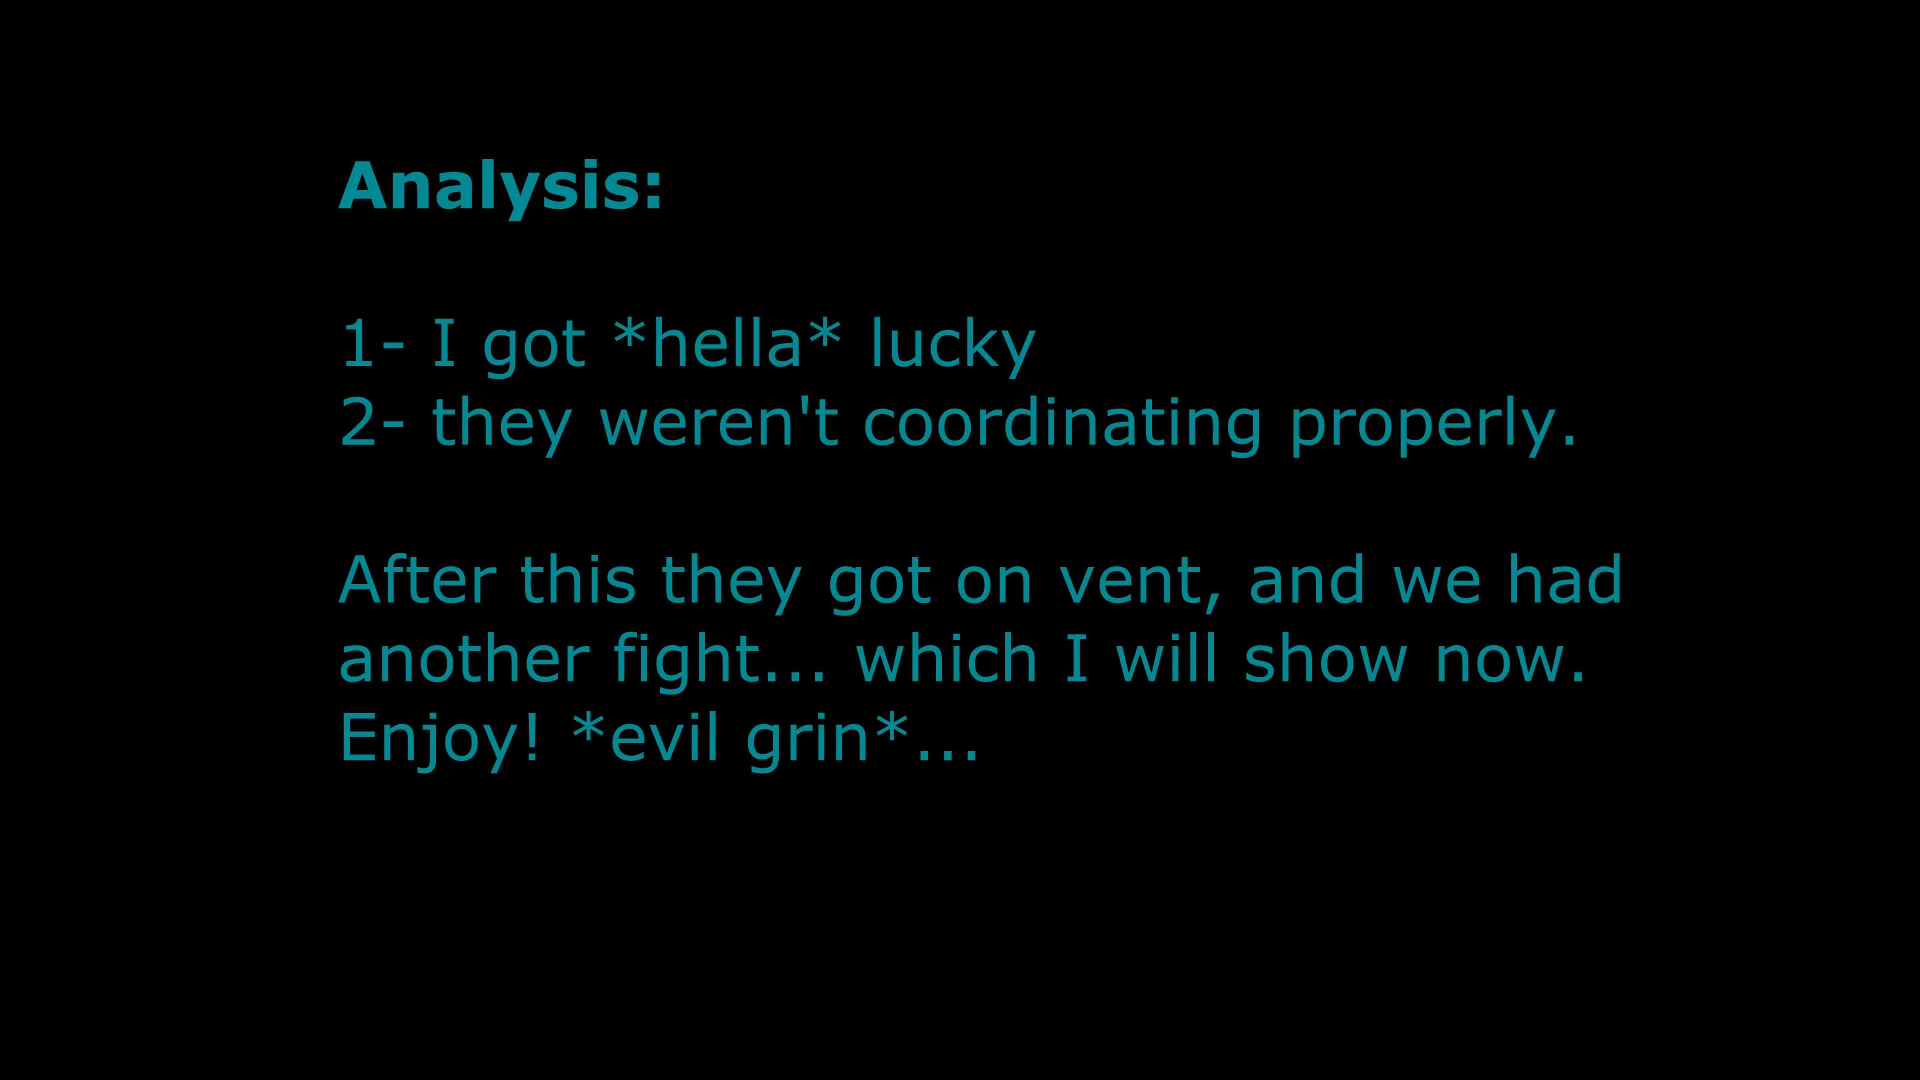 Analysis:
1- I got *hella* lucky
2- they weren't coordinating properly.
After this they got on vent, and we had
another fight... which I will show now.
Enjoy! *evil grin*...